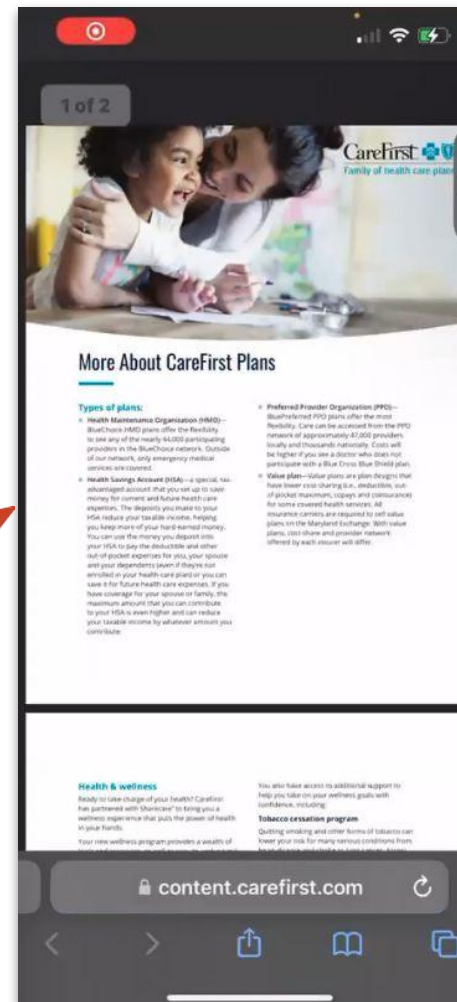 1 of 2
CareFirst
Family of health care plans
More About CareFirst Plans
Types of plans:
Health Maintenance Organization (HMO)—
BlueChoice HMO plans offer the flexibility
to see any of the nearly 44,000 participating
providers in the BlueChoice network. Outside
of our network, only emergency medical
services are covered.
Health Savings Account (HSA)—a special, tax-
advantaged account that you set up to save
money for current and future health care
expenses. The deposits you make to your
HSA reduce your taxable income, helping
you keep more of your hard-earned money.
You can use the money you deposit into
your HSA to pay the deductible and other
out-of-pocket expenses for you, your spouse
and your dependents (even if they're not
enrolled in your health care plan) or you can
save it for future health care expenses. If you
have coverage for your spouse or family, the
maximum amount that you can contribute
to your HSA is even higher and can reduce
your taxable income by whatever amount you
contribute.
Preferred Provider Organization (PPO)—
BluePreferred PPO plans offer the most
flexibility. Care can be accessed from the PPO
network of approximately 47,000 providers
locally and thousands nationally. Costs will
be higher if you see a doctor who does not
participate with a Blue Cross Blue Shield plan.
Value plan—Value plans are plan designs that
have lower cost-sharing (i.e., deductible, out-
of-pocket maximum, copays and coinsurance)
for some covered health services. All
insurance carriers are required to sell value
plans on the Maryland Exchange. With value
plans, cost-share and provider network
offered by each insurer will differ.
Health & wellness
Ready to take charge of your health? CareFirst
has partnered with Sharecare to bring you a
wellness experience that puts the power of health
in your hands.
Your new wellness program provides a wealth of
You also have access to additional support to
help you take on your wellness goals with
confidence, including:
Tobacco cessation program
Quitting smoking and other forms of tobacco can
lower your risk for many serious conditions from
content.carefirst.com